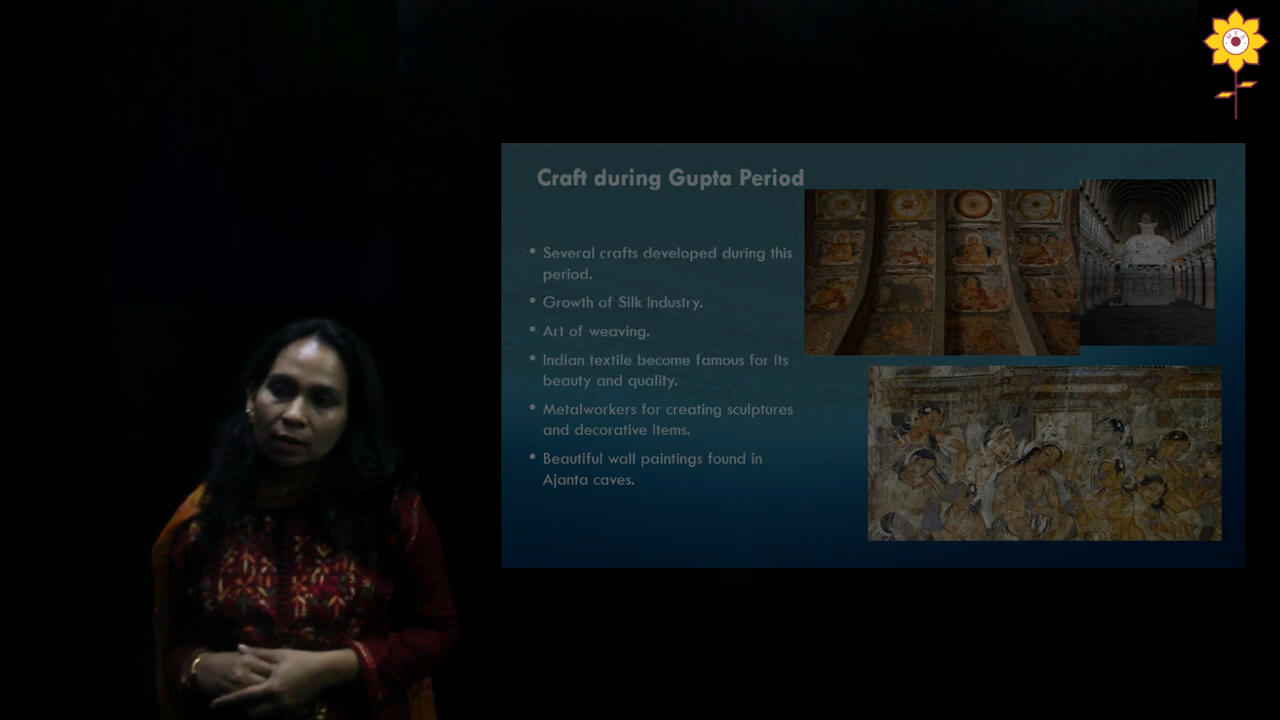 Craft during Gupta Period
• Several crafts developed during this
period.
• Growth of Silk Industry.
• Art of weaving.
• Indian textile become famous for its
beauty and quality.
• Metalworkers for creating sculptures
and decorative items.
• Beautiful wall paintings found in
Ajanta caves.